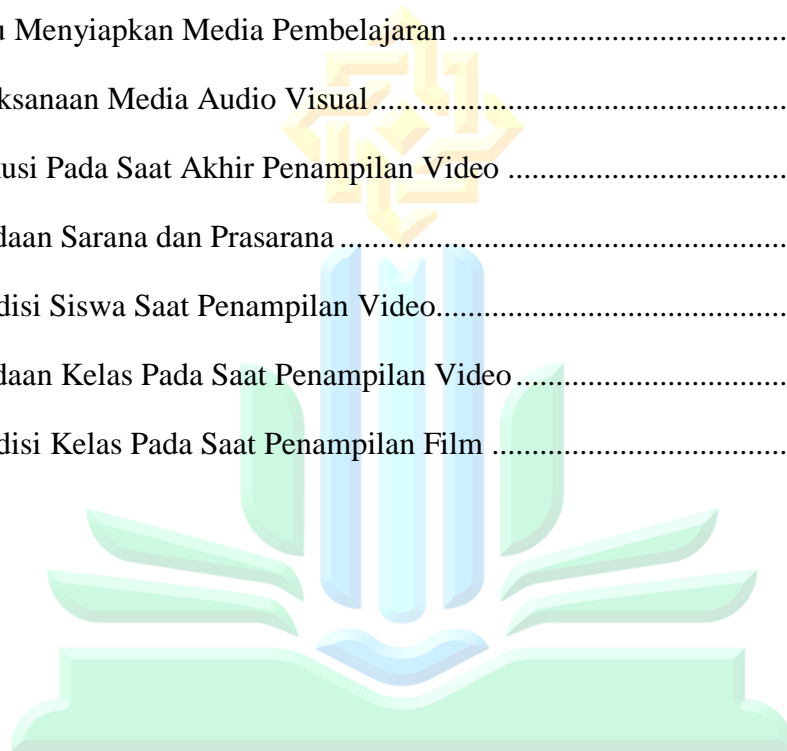 u Menyiapkan Media Pembelajaran ..........................................
ksanaan Media Audio Visual ....................................................
usi Pada Saat Akhir Penampilan Video ...................................
daan Sarana dan Prasarana ........................................................
disi Siswa Saat Penampilan Video............................................
daan Kelas Pada Saat Penampilan Video ..................................
disi Kelas Pada Saat Penampilan Film .....................................